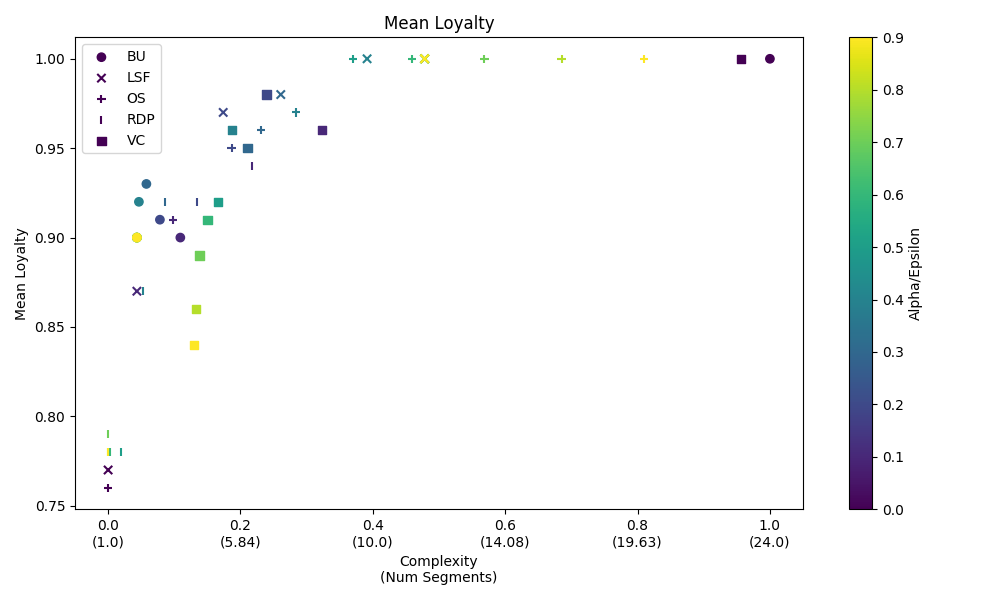 Mean Loyalty
BU
LSF
OS
RDP
VC
Mean Loyalty
1.00
0.95
0.90
0.85
0.80
0.75
0.0 0.2 0.4 0.6 0.8 1.0
(1.0) (5.84) (10.0) (14.08) (19.63) (24.0)
Complexity
(Num Segments)
0.9
0.8
0.7
0.6
0.5
0.4
0.3
0.2
0.1
0.0
Alpha/Epsilon